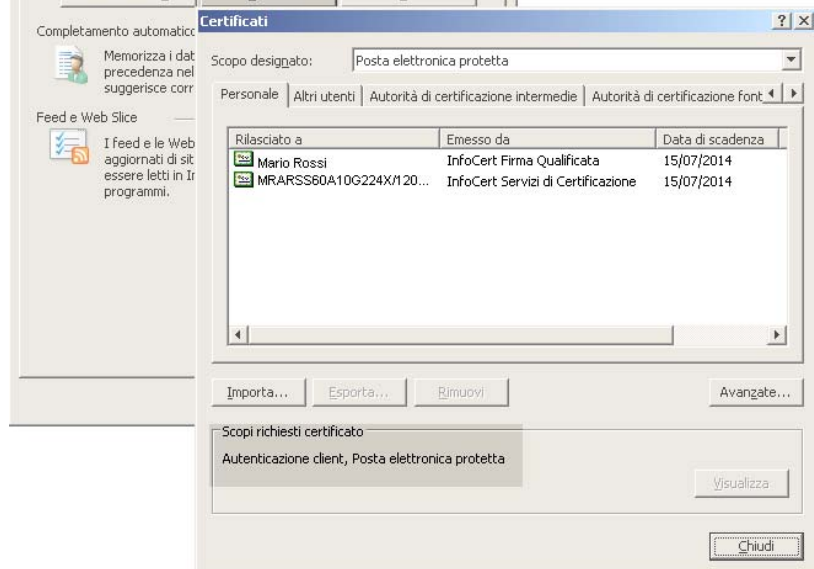 Certificati
Completamento automatico
Memorizza i dat
precedenza nel
suggerisce corr
Feed e Web Slice
I feed e le Web
aggiornati di sit
essere letti in Ir
programmi.
Scopo designato: Posta elettronica protetta
Personale Altri utenti Autorità di certificazione intermedie Autorità di certificazione font
Rilasciato a Emesso da Data di scadenza
Mario Rossi InfoCert Firma Qualificata 15/07/2014
MRARSS60A10G224X/120... InfoCert Servizi di Certificazione 15/07/2014
Importa... Esporta... Rimuovi Avanzate...
Scopi richiesti certificato
Autenticazione client, Posta elettronica protetta
Visualizza
Chiudi